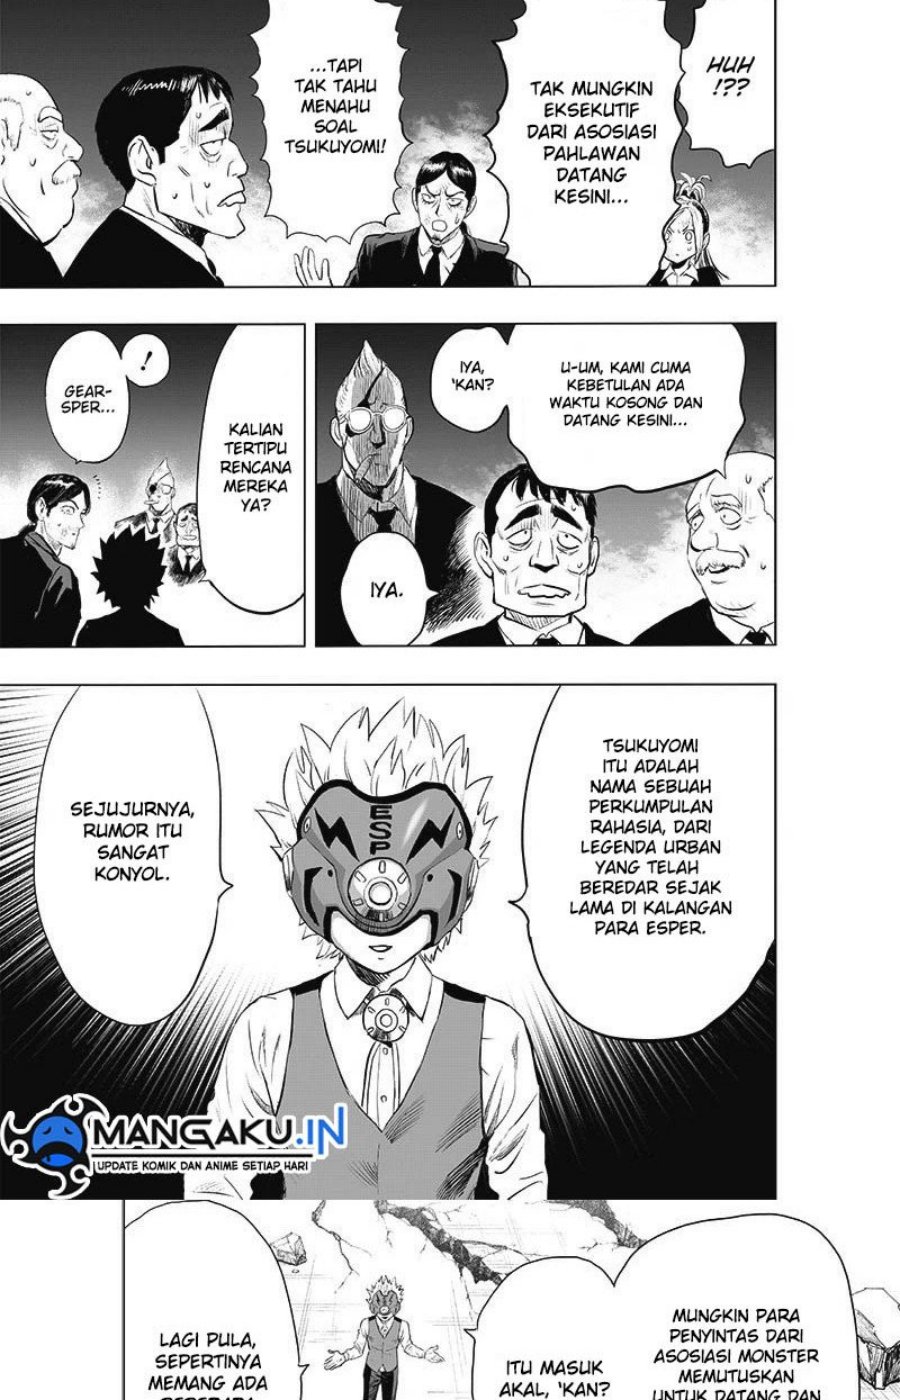 HUH
!??
TAK MUNGKIN
EKSEKUTIF
DARI ASOSIASI
PAHLAWAN
DATANG
KESINI...
...TAPI
TAK TAHU
MENAHU
SOAL
TSUKUYOMI!
U-UM, KAMI CUMA
KEBETULAN ADA
WAKTU KOSONG DAN
DATANG KESINI...
IYA,
'KAN?
IYA.
KALIAN
TERTIPU
RENCANA
MEREKA
YA?
!
GEAR-
SPER...
TSUKUYOMI
ITU ADALAH
NAMA SEBUAH
PERKUMPULAN
RAHASIA, DARI
LEGENDA URBAN
YANG TELAH
BEREDAR SEJAK
LAMA DI KALANGAN
PARA ESPER.
ESP
SEJUJURNYA,
RUMOR ITU
SANGAT
KONYOL.
MANGAKU.IN
UPDATE KOMIK DAN ANIME SETIAP HARI
MUNGKIN PARA
PENYINTAS DARI
ASOSIASI MONSTER
MEMUTUSKAN
UNTUK DATANG DAN
ITU MASUK
AKAL, 'KAN?
LAGI PULA,
SEPERTINYA
MEMANG ADA